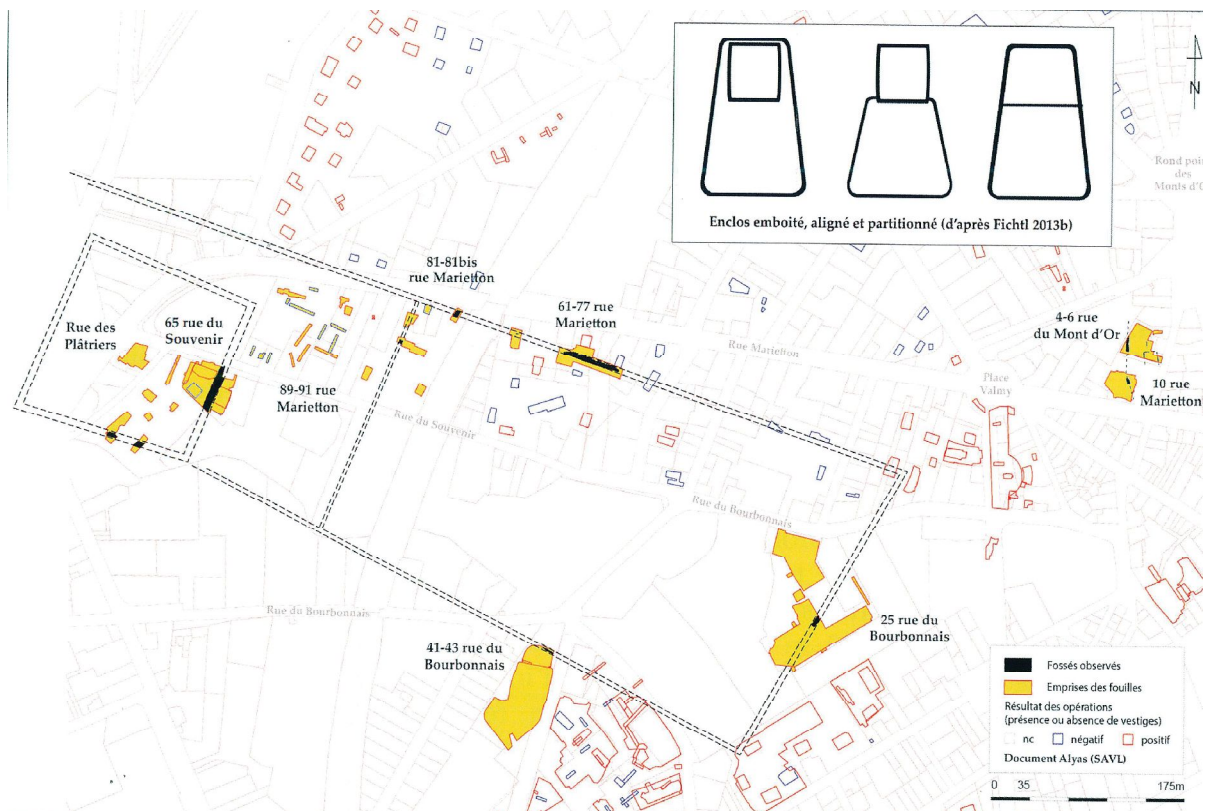 Enclos emboité, aligné et partitionné (d'après Fichtl 2013b)
N
Rond poin
des
Monts d'O
81-81bis
rue Marietton
61-77 rue
Marietton
Rue Marietton
4-6 rue
du Mont d'Or
Place
Valmy
10 rue
Marietton
Rue des
Plâtriers
65 rue du
Souvenir
89-91 rue
Marietton
Rue du Souvenir
Rue du Bourbonnais
Rue du Bourbonnais
41-43 rue du
Bourbonnais
25 rue du
Bourbonnais
Fossés observés
Emprises des fouilles
Résultat des opérations
(présence ou absence de vestiges)
nc négatif positif
Document Alyas (SAVL)
0 35 175m